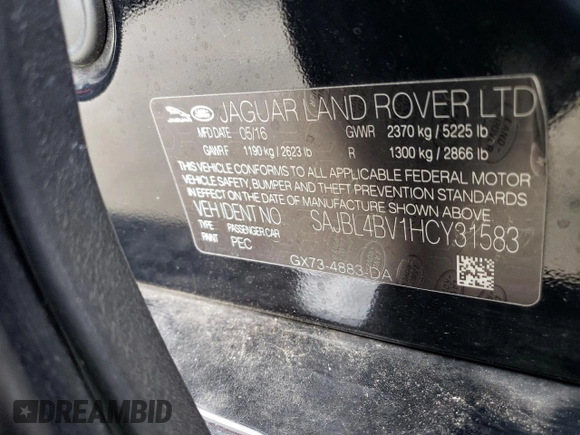 JAGUAR LAND ROVER LTD
MFD DATE 05/16 GWR 2370 kg / 5225 lb
GAWR F 1190 kg / 2623 lb R 1300 kg / 2866 lb
THIS VEHICLE CONFORMS TO ALL APPLICABLE FEDERAL MOTOR
VEHICLE SAFETY, BUMPER AND THEFT PREVENTION STANDARDS
IN EFFECT ON THE DATE OF MANUFACTURE SHOWN ABOVE.
VEH IDENT NO. SAJBL4BV1HCY31583
TYPE PASSENGER CAR
PAINT PEC
GX73-4883-DA
DREAMBID